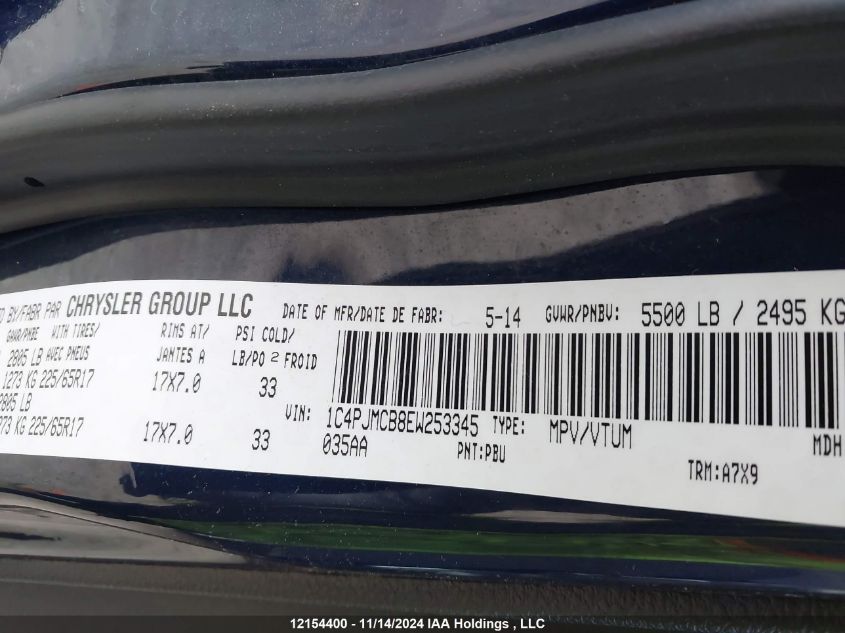 BY/FABR PAR CHRYSLER GROUP LLC DATE OF MFR/DATE DE FABR: 5-14 GVWR/PNBV: 5500 LB / 2495 KG
GAWR/PNBE WITH TIRES/ RIMS AT/ PSI COLD/
2805 LB AVEC PNEUS JANTES A LB/PO 2 FROID
1273 KG 225/65R17 17X7.0 33
2805 LB
KG 225/65R17 17X7.0 33
VIN: 1C4PJMCB8EW253345 TYPE: MPV/VTUM MDH
035AA PNT:PBU TRM:A7X9
12154400 - 11/14/2024 IAA Holdings , LLC